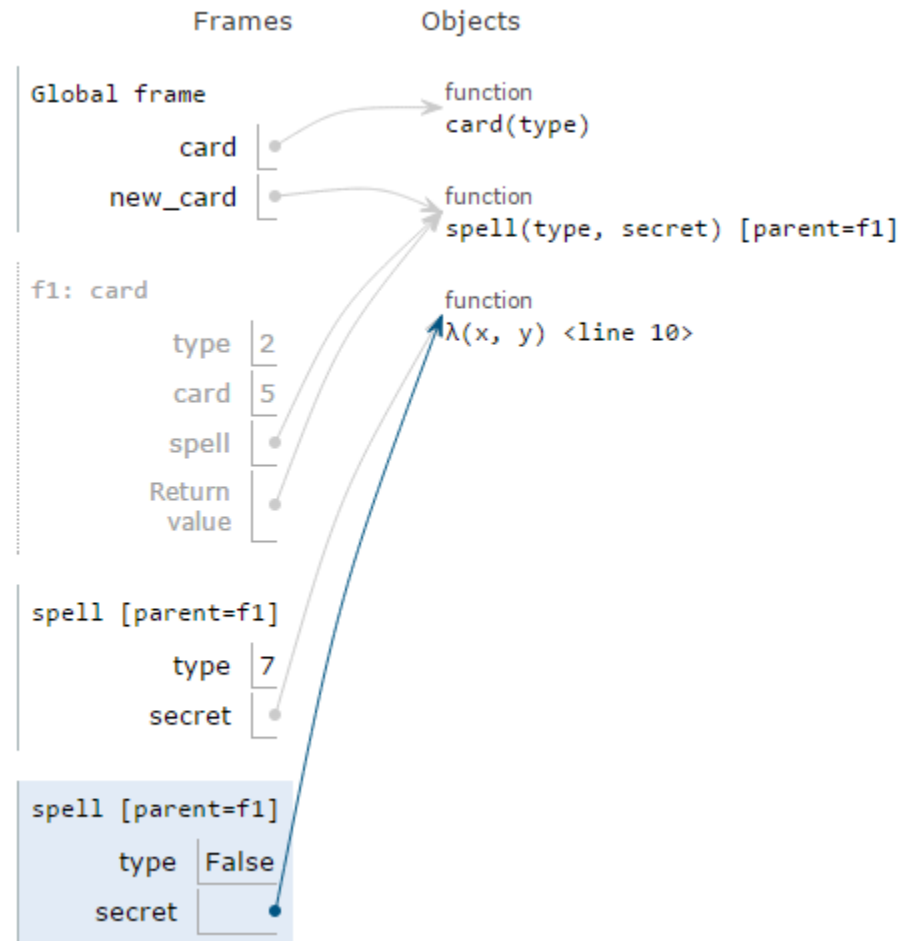 Frames Objects
Global frame
card
new_card
function
card(type)
function
spell(type, secret) [parent=f1]
function
λ(x, y) <line 10>
f1: card
type 2
card 5
spell
Return
value
spell [parent=f1]
type 7
secret
spell [parent=f1]
type False
secret